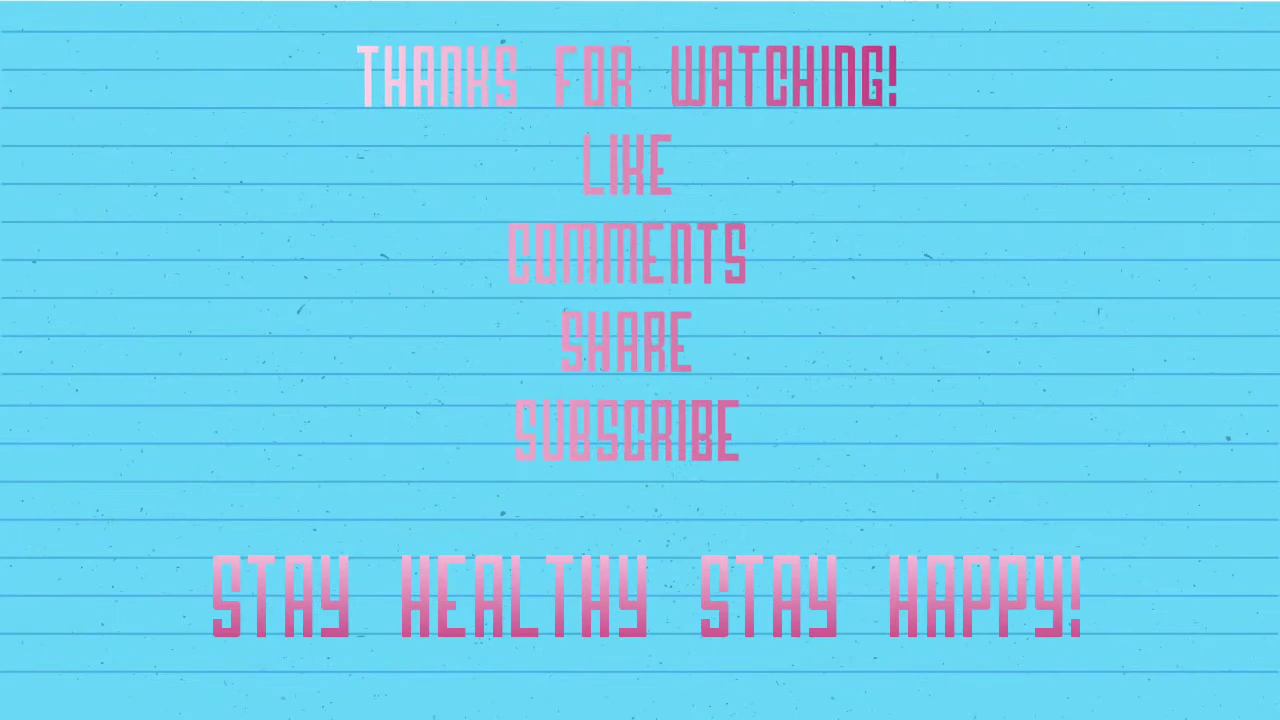 THANKS FOR WATCHING!
LIKE
COMMENTS
SHARE
SUBSCRIBE
STAY HEALTHY STAY HAPPY!